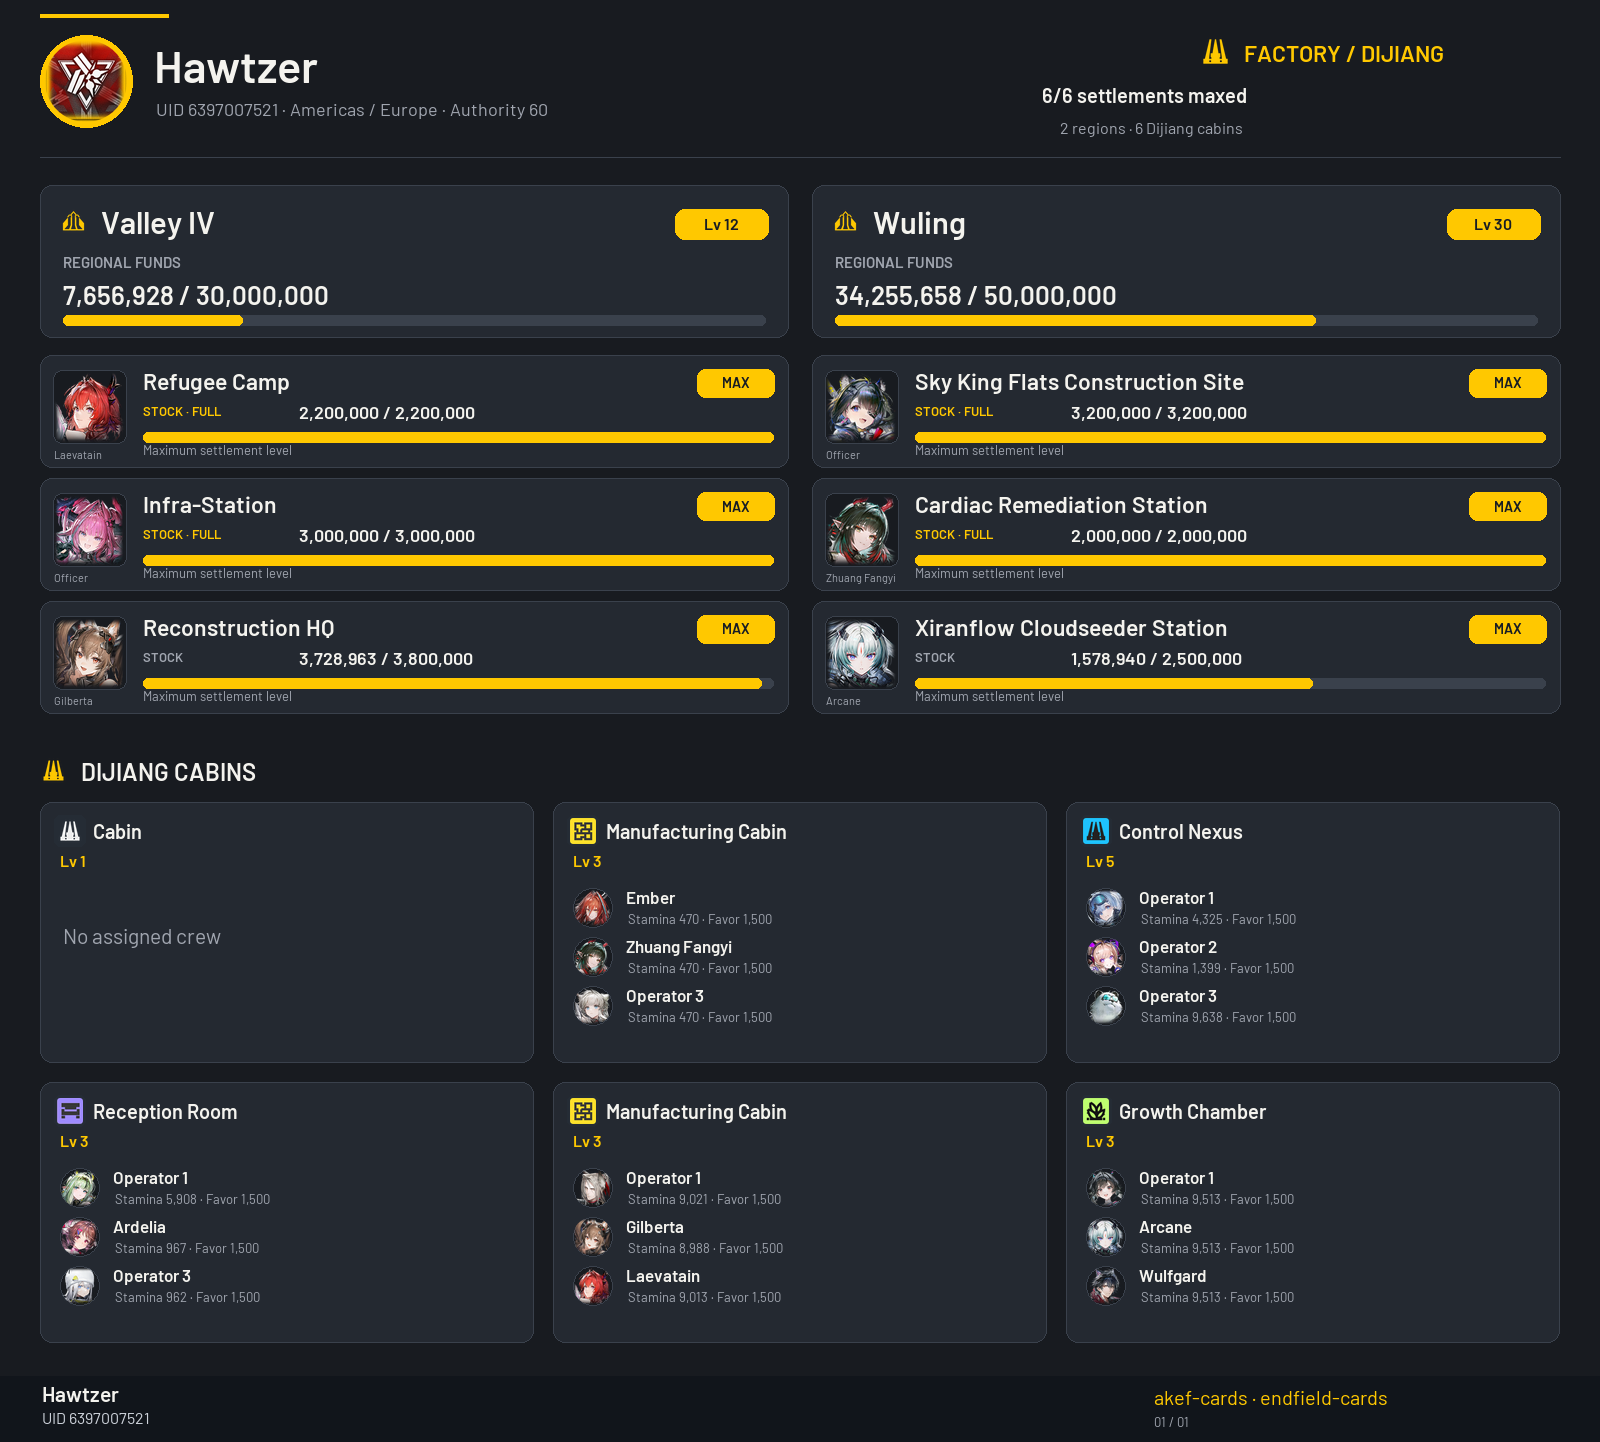 Hawtzer
UID 6397007521 · Americas / Europe · Authority 60
FACTORY / DIJIANG
6/6 settlements maxed
2 regions · 6 Dijiang cabins
Valley IV
Lv 12
REGIONAL FUNDS
7,656,928 / 30,000,000
Refugee Camp
MAX
STOCK · FULL
2,200,000 / 2,200,000
Maximum settlement level
Laevatain
Infra-Station
MAX
STOCK · FULL
3,000,000 / 3,000,000
Maximum settlement level
Officer
Reconstruction HQ
MAX
STOCK
3,728,963 / 3,800,000
Maximum settlement level
Gilberta
Wuling
Lv 30
REGIONAL FUNDS
34,255,658 / 50,000,000
Sky King Flats Construction Site
MAX
STOCK · FULL
3,200,000 / 3,200,000
Maximum settlement level
Officer
Cardiac Remediation Station
MAX
STOCK · FULL
2,000,000 / 2,000,000
Maximum settlement level
Zhuang Fangyi
Xiranflow Cloudseeder Station
MAX
STOCK
1,578,940 / 2,500,000
Maximum settlement level
Arcane
DIJIANG CABINS
Cabin
Lv 1
No assigned crew
Manufacturing Cabin
Lv 3
Ember
Stamina 470 · Favor 1,500
Zhuang Fangyi
Stamina 470 · Favor 1,500
Operator 3
Stamina 470 · Favor 1,500
Control Nexus
Lv 5
Operator 1
Stamina 4,325 · Favor 1,500
Operator 2
Stamina 1,399 · Favor 1,500
Operator 3
Stamina 9,638 · Favor 1,500
Reception Room
Lv 3
Operator 1
Stamina 5,908 · Favor 1,500
Ardelia
Stamina 967 · Favor 1,500
Operator 3
Stamina 962 · Favor 1,500
Manufacturing Cabin
Lv 3
Operator 1
Stamina 9,021 · Favor 1,500
Gilberta
Stamina 8,988 · Favor 1,500
Laevatain
Stamina 9,013 · Favor 1,500
Growth Chamber
Lv 3
Operator 1
Stamina 9,513 · Favor 1,500
Arcane
Stamina 9,513 · Favor 1,500
Wulfgard
Stamina 9,513 · Favor 1,500
Hawtzer
UID 6397007521
akef-cards · endfield-cards
01 / 01